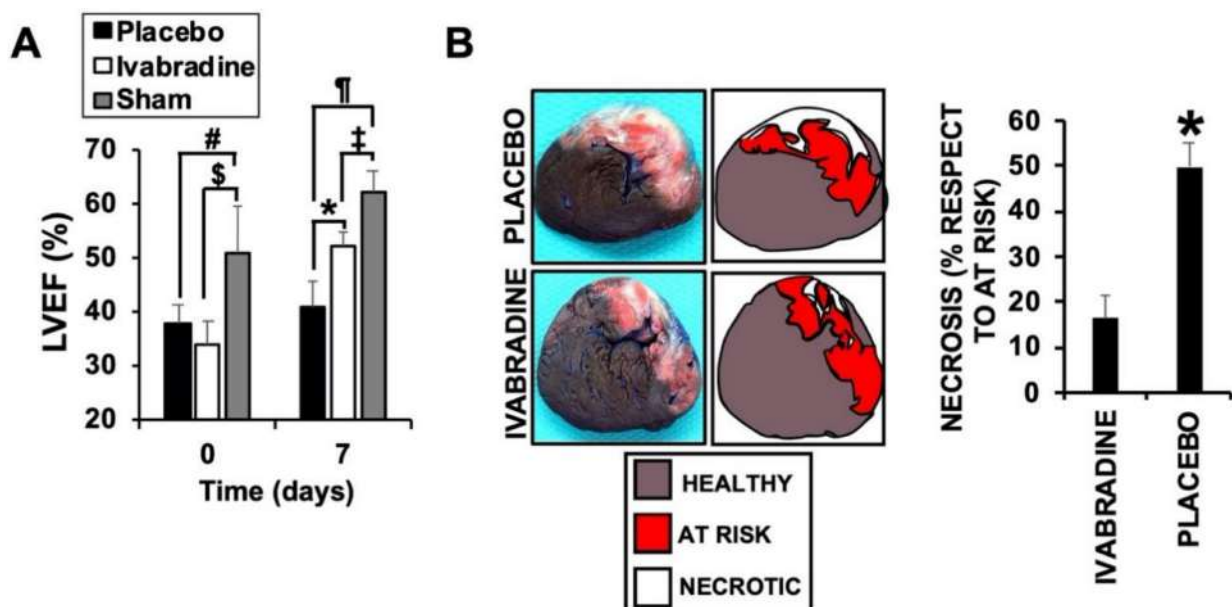 A
Placebo
Ivabradine
Sham
LVEF (%)
70
60
50
40
30
20
#
$
¶
‡
*
0
7
Time (days)
B
PLACEBO
IVABRADINE
HEALTHY
AT RISK
NECROTIC
NECROSIS (% RESPECT
TO AT RISK)
60
50
40
30
20
10
0
*
IVABRADINE
PLACEBO